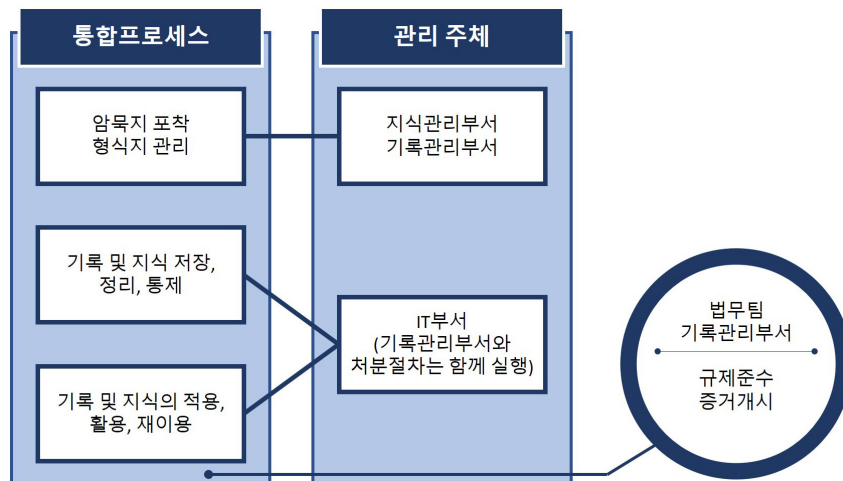 통합프로세스
관리 주체
암묵지 포착
형식지 관리
지식관리부서
기록관리부서
기록 및 지식 저장,
정리, 통제
IT부서
(기록관리부서와
처분절차는 함께 실행)
기록 및 지식의 적용,
활용, 재이용
법무팀
기록관리부서
규제준수
증거개시